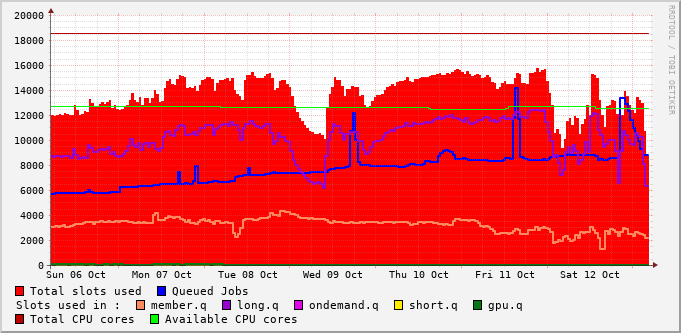 20000
18000
16000
14000
12000
10000
8000
6000
4000
2000
0
Sun 06 Oct Mon 07 Oct Tue 08 Oct Wed 09 Oct Thu 10 Oct Fri 11 Oct Sat 12 Oct
Total slots used Queued Jobs
Slots used in : member.q long.q ondemand.q short.q gpu.q
Total CPU cores Available CPU cores
RRDTOOL / TOBI OETIKER